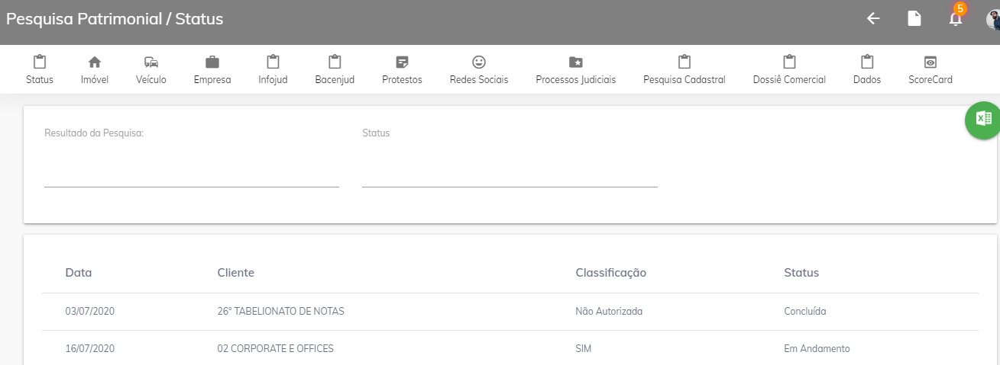 Pesquisa Patrimonial / Status
5
Status Imóvel Veículo Empresa Infojud Bacenjud Protestos Redes Sociais Processos Judiciais Pesquisa Cadastral Dossiê Comercial Dados ScoreCard
Resultado da Pesquisa: Status
Data Cliente Classificação Status
03/07/2020 26º TABELIONATO DE NOTAS Não Autorizada Concluída
16/07/2020 02 CORPORATE E OFFICES SIM Em Andamento